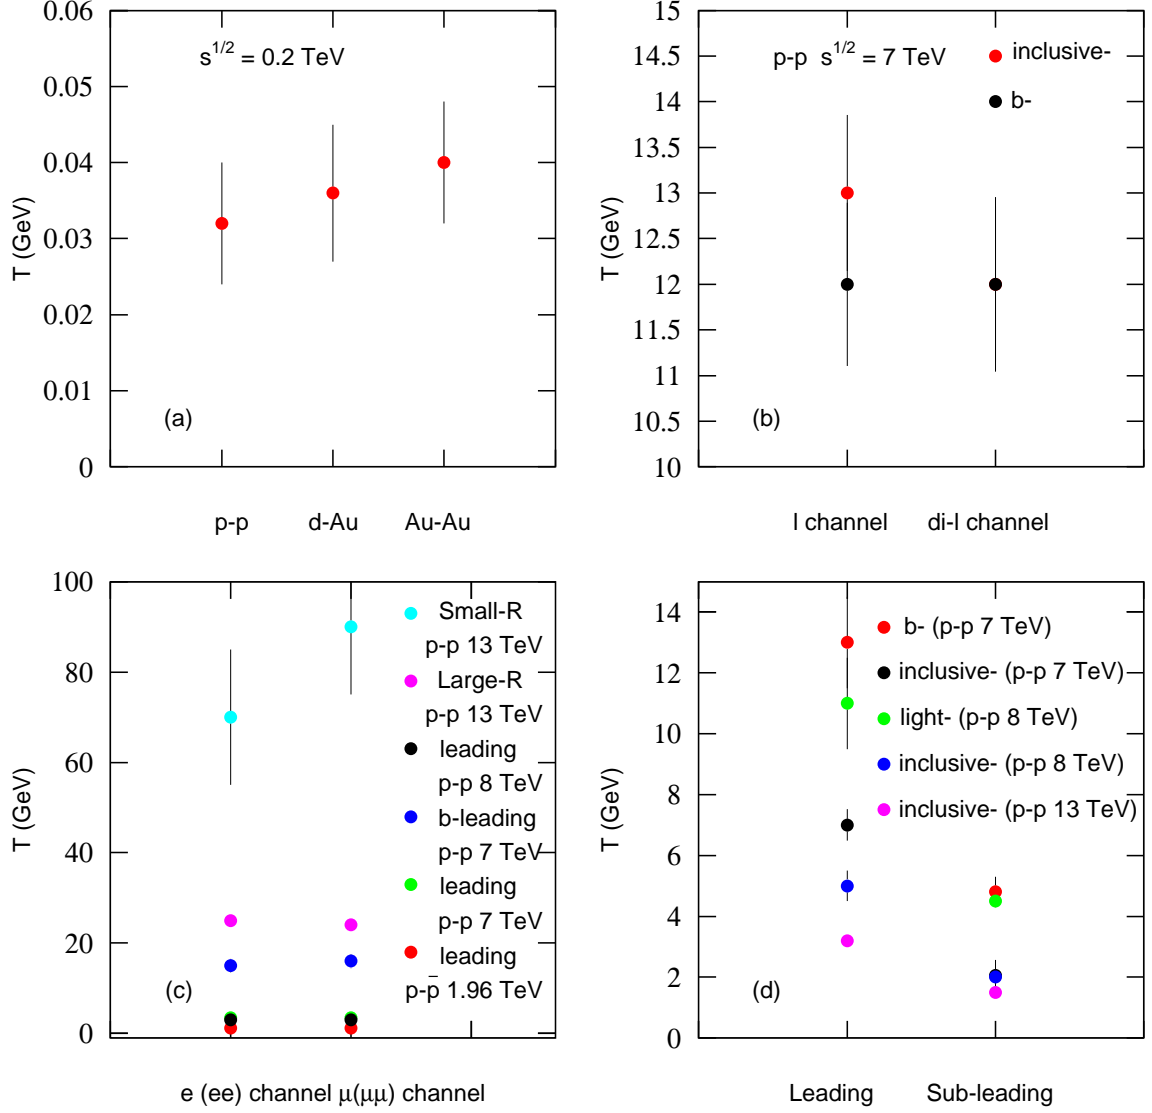 0.06
0.05
0.04
0.03
0.02
0.01
0
T (GeV)
s1/2 = 0.2 TeV
(a)
p-p d-Au Au-Au
15
14.5
14
13.5
13
12.5
12
11.5
11
10.5
10
T (GeV)
p-p s1/2 = 7 TeV
inclusive-
b-
(b)
l channel di-l channel
100
80
60
40
20
0
T (GeV)
Small-R
p-p 13 TeV
Large-R
p-p 13 TeV
leading
p-p 8 TeV
b-leading
p-p 7 TeV
leading
p-p 7 TeV
leading
p-p̄ 1.96 TeV
(c)
e (ee) channel μ(μμ) channel
14
12
10
8
6
4
2
0
T (GeV)
b- (p-p 7 TeV)
inclusive- (p-p 7 TeV)
light- (p-p 8 TeV)
inclusive- (p-p 8 TeV)
inclusive- (p-p 13 TeV)
(d)
Leading Sub-leading